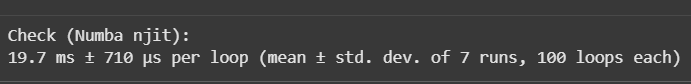 Check (Numba njit):
19.7 ms ± 710 µs per loop (mean ± std. dev. of 7 runs, 100 loops each)